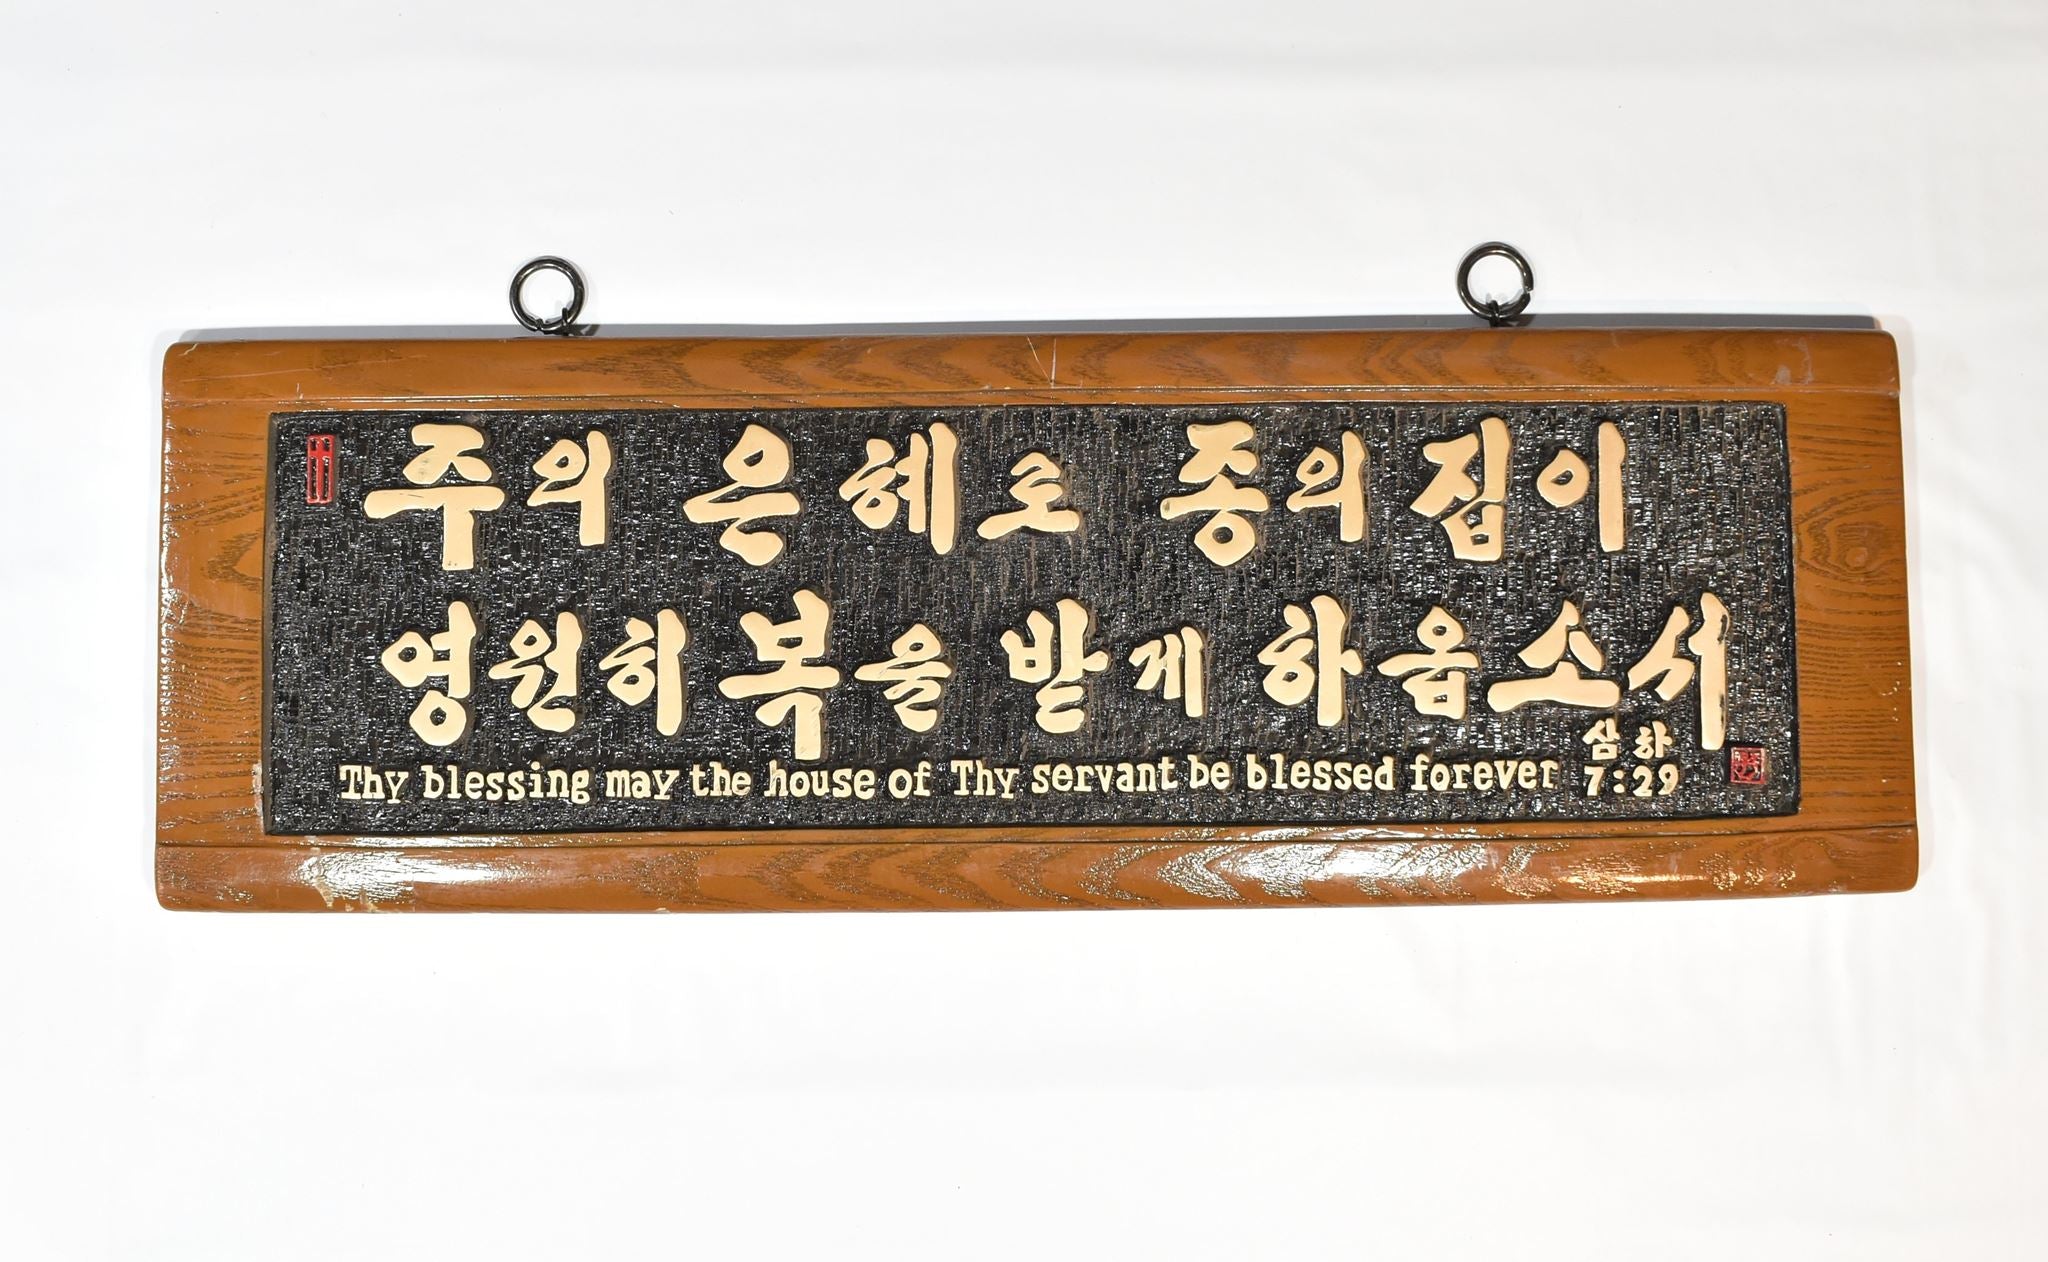 주의 은혜로 종의 집이
영원히 복을 받게 하옵소서
삼하
7:29
Thy blessing may the house of Thy servant be blessed forever